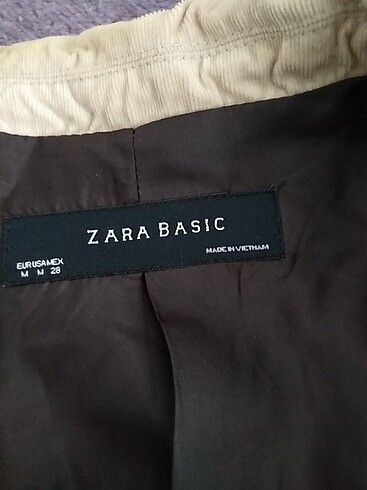 ZARA BASIC
MADE IN VIETNAM
EUR USA MEX
M M 28